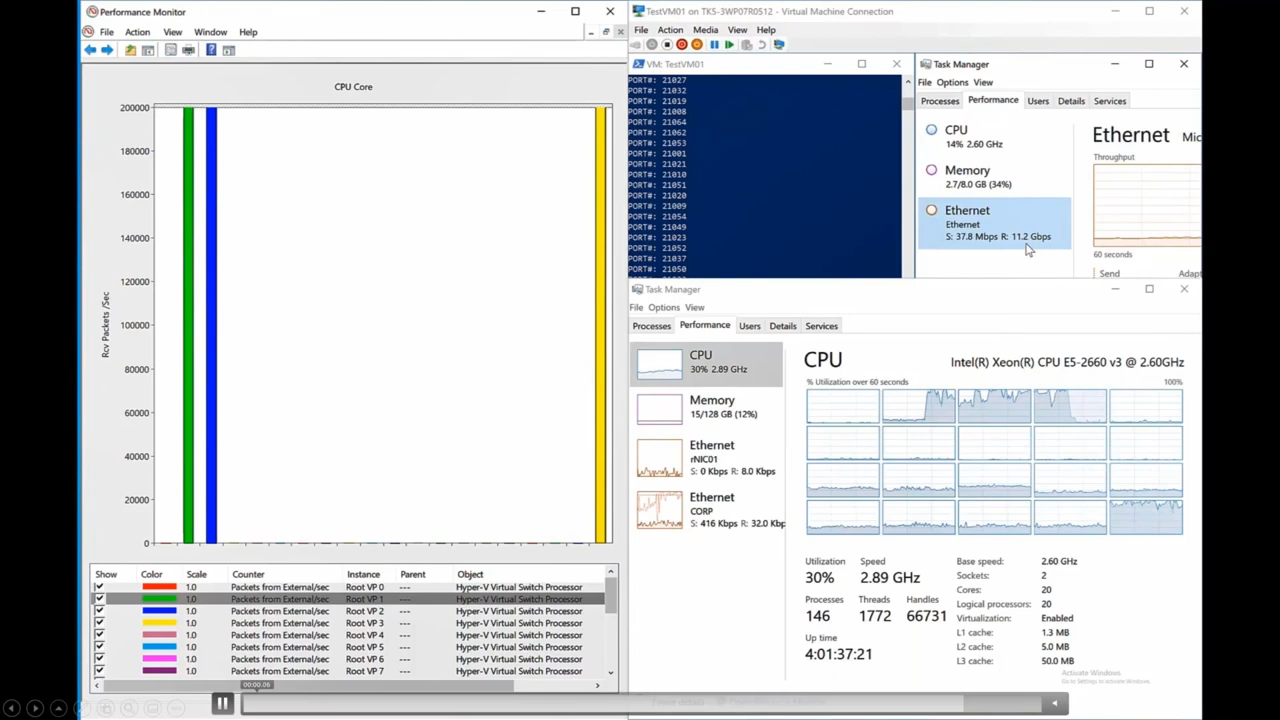 Performance Monitor
File Action View Window Help
CPU Core
200000
180000
160000
140000
120000
100000
80000
60000
40000
20000
0
Rcv Packets /Sec
Show Color Scale Counter Instance Parent Object
1.0 Packets from External/sec Root VP 0 --- Hyper-V Virtual Switch Processor
1.0 Packets from External/sec Root VP 1 --- Hyper-V Virtual Switch Processor
1.0 Packets from External/sec Root VP 2 --- Hyper-V Virtual Switch Processor
1.0 Packets from External/sec Root VP 3 --- Hyper-V Virtual Switch Processor
1.0 Packets from External/sec Root VP 4 --- Hyper-V Virtual Switch Processor
1.0 Packets from External/sec Root VP 5 --- Hyper-V Virtual Switch Processor
1.0 Packets from External/sec Root VP 6 --- Hyper-V Virtual Switch Processor
1.0 Packets from External/sec Root VP 7 --- Hyper-V Virtual Switch Processor
00:00.06
TestVM01 on TK5-3WP07R0512 - Virtual Machine Connection
File Action Media View Help
VM: TestVM01
PORT#: 21027
PORT#: 21032
PORT#: 21019
PORT#: 21008
PORT#: 21064
PORT#: 21062
PORT#: 21053
PORT#: 21001
PORT#: 21021
PORT#: 21010
PORT#: 21051
PORT#: 21020
PORT#: 21009
PORT#: 21054
PORT#: 21049
PORT#: 21023
PORT#: 21052
PORT#: 21037
PORT#: 21050
Task Manager
File Options View
Processes Performance Users Details Services
CPU
14% 2.60 GHz
Memory
2.7/8.0 GB (34%)
Ethernet
Ethernet
S: 37.8 Mbps R: 11.2 Gbps
Ethernet Mic
Throughput
60 seconds
Send Adapt
Task Manager
File Options View
Processes Performance Users Details Services
CPU
30% 2.89 GHz
Memory
15/128 GB (12%)
Ethernet
rNIC01
S: 0 Kbps R: 8.0 Kbps
Ethernet
CORP
S: 416 Kbps R: 32.0 Kbp
CPU Intel(R) Xeon(R) CPU E5-2660 v3 @ 2.60GHz
% Utilization over 60 seconds 100%
Utilization Speed
30% 2.89 GHz
Processes Threads Handles
146 1772 66731
Up time
4:01:37:21
Base speed: 2.60 GHz
Sockets: 2
Cores: 20
Logical processors: 20
Virtualization: Enabled
L1 cache: 1.3 MB
L2 cache: 5.0 MB
L3 cache: 50.0 MB
Activate Windows
Go to Settings to activate Windows.